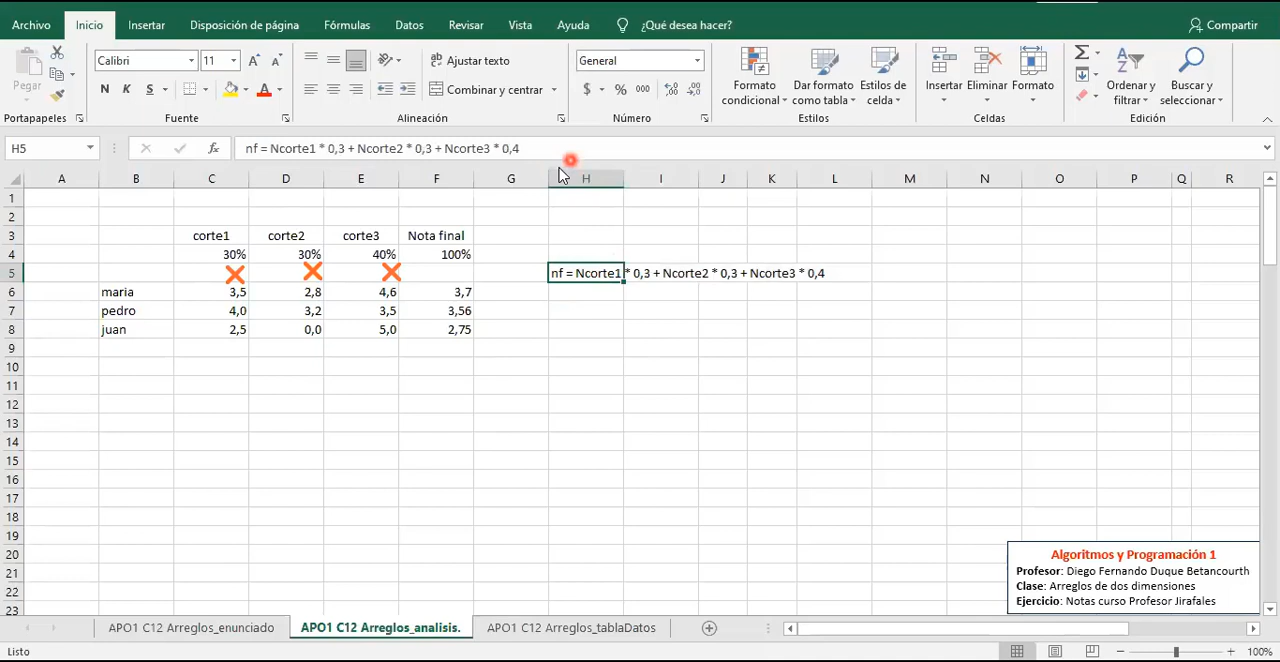 Archivo Inicio Insertar Disposición de página Fórmulas Datos Revisar Vista Ayuda ¿Qué desea hacer? Compartir
Pegar
Portapapeles
Calibri 11
N K S A
Fuente
Ajustar texto
Combinar y centrar
Alineación
General
$ % 000
Número
Formato condicional
Dar formato como tabla
Estilos de celda
Estilos
Insertar Eliminar Formato
Celdas
Ordenar y filtrar
Buscar y seleccionar
Edición
H5 fx nf = Ncorte1 * 0,3 + Ncorte2 * 0,3 + Ncorte3 * 0,4
A B C D E F G H I J K L M N O P Q R
1
2
3 corte1 corte2 corte3 Nota final
4 30% 30% 40% 100%
5 nf = Ncorte1 * 0,3 + Ncorte2 * 0,3 + Ncorte3 * 0,4
6 maria 3,5 2,8 4,6 3,7
7 pedro 4,0 3,2 3,5 3,56
8 juan 2,5 0,0 5,0 2,75
9
10
11
12
13
14
15
16
17
18
19
20
21
22
23
Algoritmos y Programación 1
Profesor: Diego Fernando Duque Betancourth
Clase: Arreglos de dos dimensiones
Ejercicio: Notas curso Profesor Jirafales
APO1 C12 Arreglos_enunciado APO1 C12 Arreglos_analisis. APO1 C12 Arreglos_tablaDatos
Listo 100%